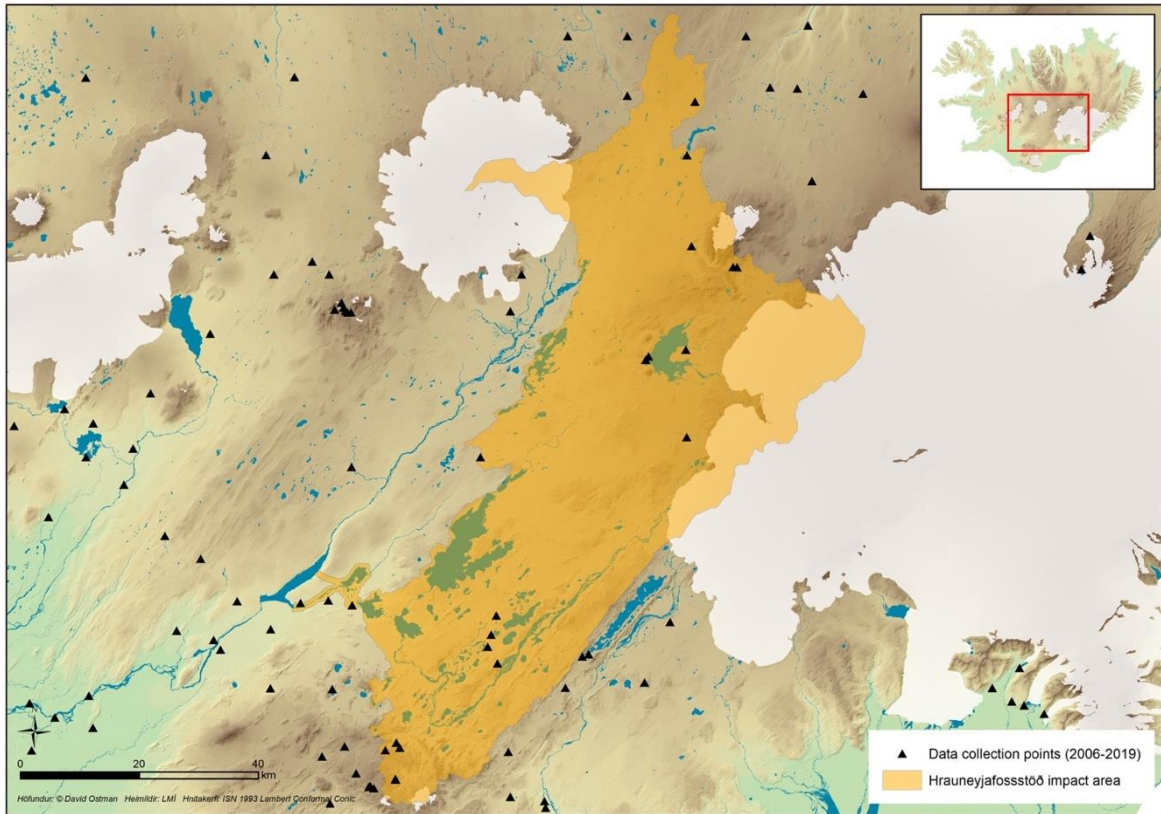 Data collection points (2006-2019)
Hrauneyjafossstöð impact area
0 20 40
km
Höfundur: © David Ostman Heimildir: LMÍ Hnitakerfi: ISN 1993 Lambert Conformal Conic